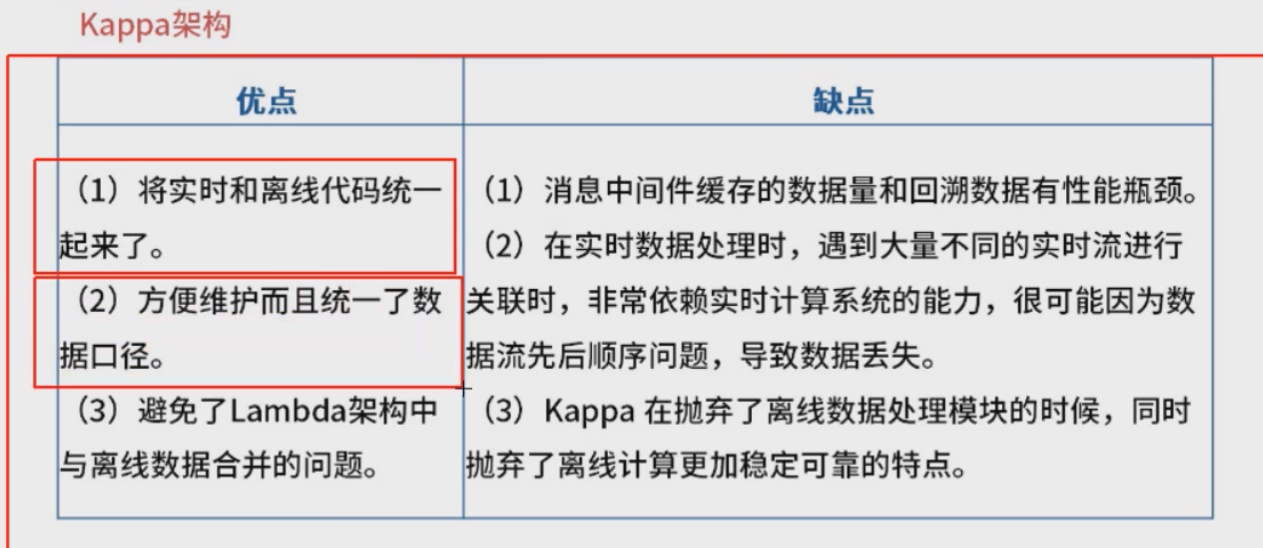 Kappa架构
优点
缺点
（1）将实时和离线代码统一
起来了。
（2）方便维护而且统一了数
据口径。
（3）避免了Lambda架构中
与离线数据合并的问题。
（1）消息中间件缓存的数据量和回溯数据有性能瓶颈。
（2）在实时数据处理时，遇到大量不同的实时流进行
关联时，非常依赖实时计算系统的能力，很可能因为数
据流先后顺序问题，导致数据丢失。
（3）Kappa 在抛弃了离线数据处理模块的时候，同时
抛弃了离线计算更加稳定可靠的特点。